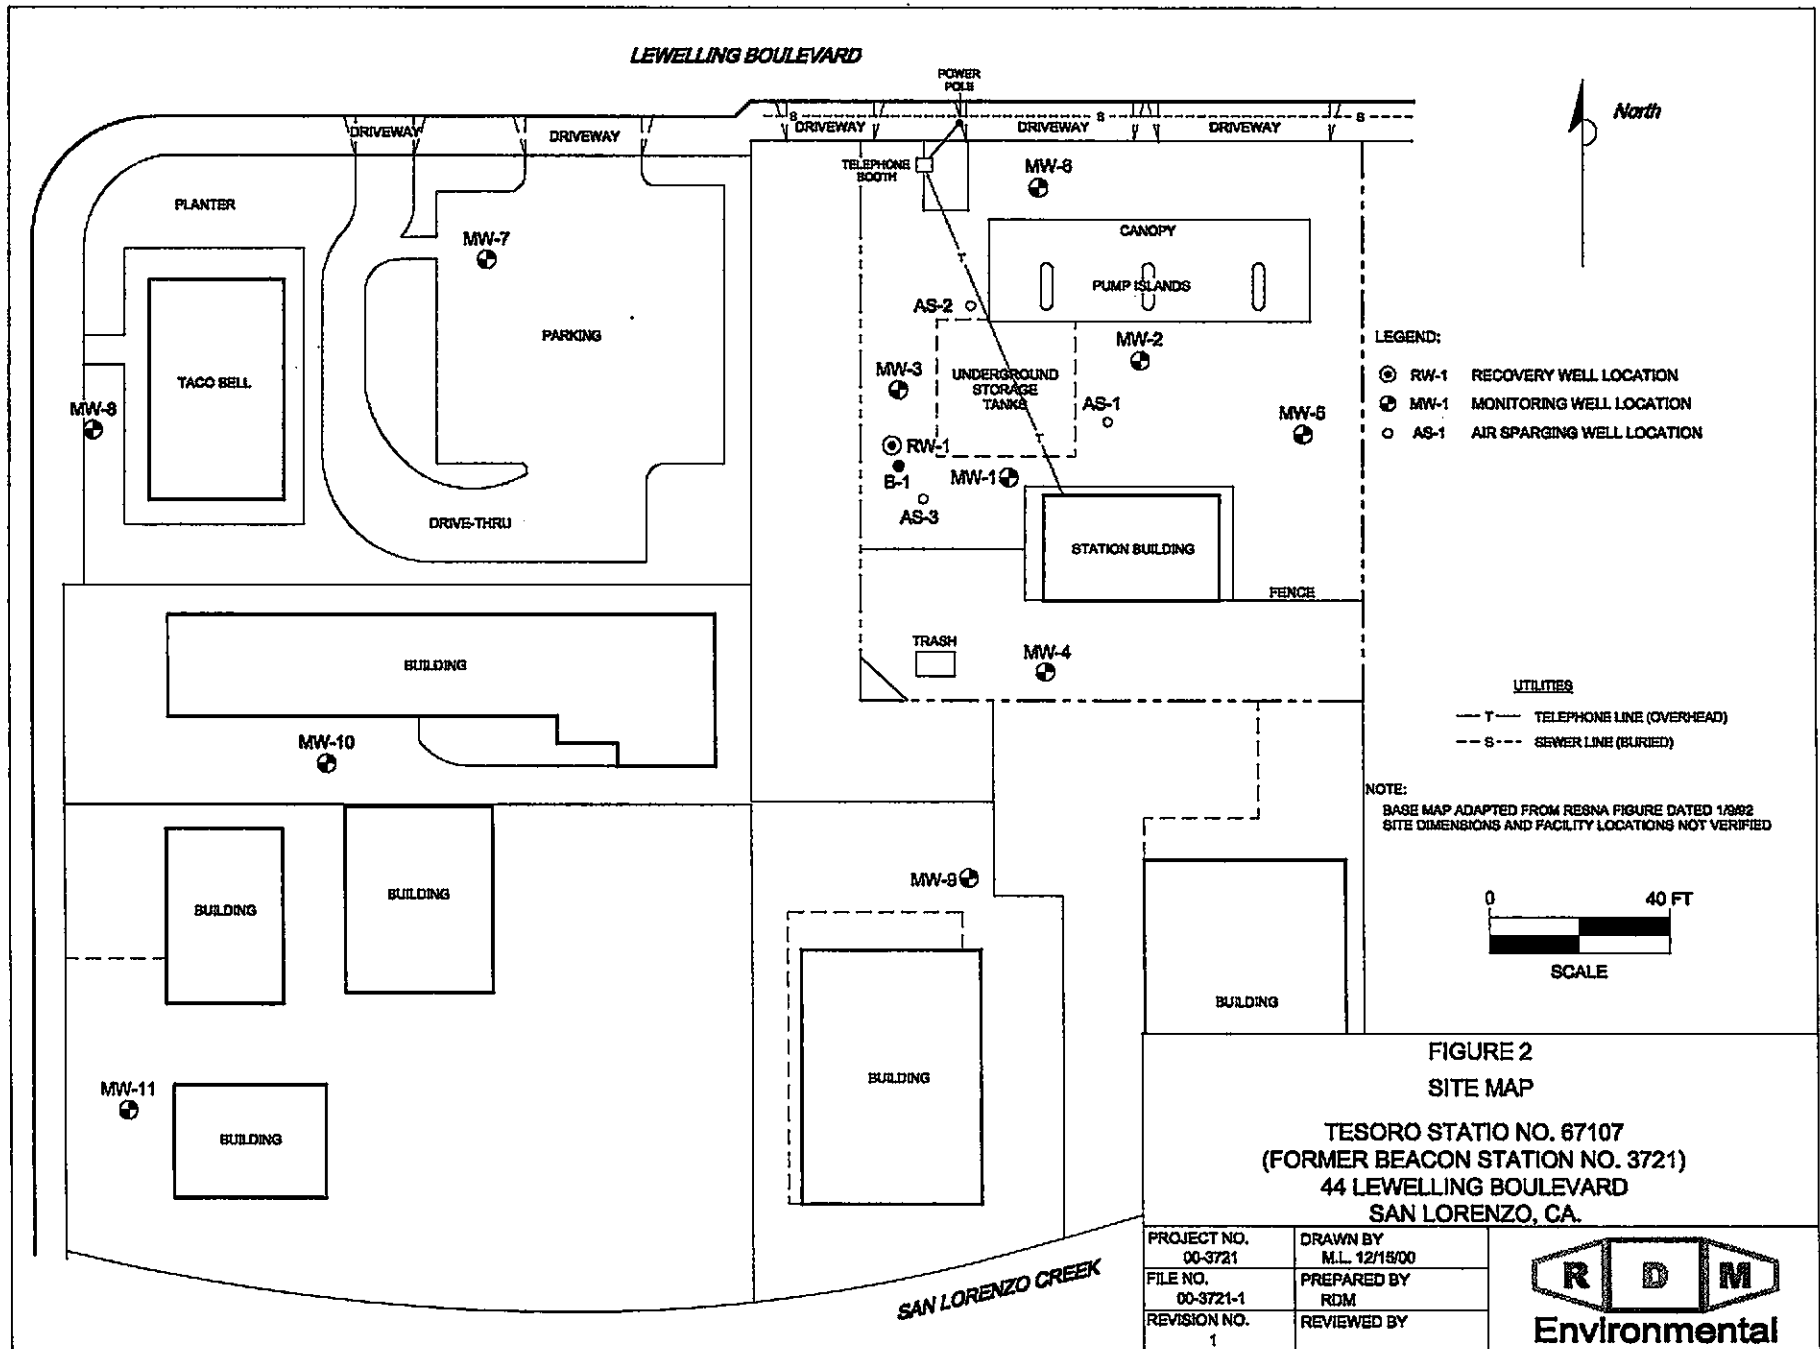 LEWELLING BOULEVARD
POWER
POLE
S
S
S
DRIVEWAY
DRIVEWAY
DRIVEWAY
DRIVEWAY
DRIVEWAY
North
TELEPHONE
BOOTH
MW-6
PLANTER
MW-7
CANOPY
T
PUMP ISLANDS
AS-2
PARKING
MW-2
LEGEND:
RW-1 RECOVERY WELL LOCATION
MW-1 MONITORING WELL LOCATION
AS-1 AIR SPARGING WELL LOCATION
TACO BELL
MW-3
UNDERGROUND
STORAGE
TANKS
AS-1
MW-8
MW-5
T
RW-1
B-1
MW-1
AS-3
DRIVE-THRU
STATION BUILDING
FENCE
TRASH
MW-4
BUILDING
UTILITIES
T TELEPHONE LINE (OVERHEAD)
S SEWER LINE (BURIED)
MW-10
NOTE:
BASE MAP ADAPTED FROM RESNA FIGURE DATED 1/9/92
SITE DIMENSIONS AND FACILITY LOCATIONS NOT VERIFIED
MW-9
BUILDING
BUILDING
0 40 FT
SCALE
BUILDING
BUILDING
MW-11
BUILDING
SAN LORENZO CREEK
FIGURE 2
SITE MAP
TESORO STATIO NO. 67107
(FORMER BEACON STATION NO. 3721)
44 LEWELLING BOULEVARD
SAN LORENZO, CA.
PROJECT NO.
00-3721
DRAWN BY
M.L. 12/15/00
FILE NO.
00-3721-1
PREPARED BY
RDM
REVISION NO.
1
REVIEWED BY
R D M
Environmental